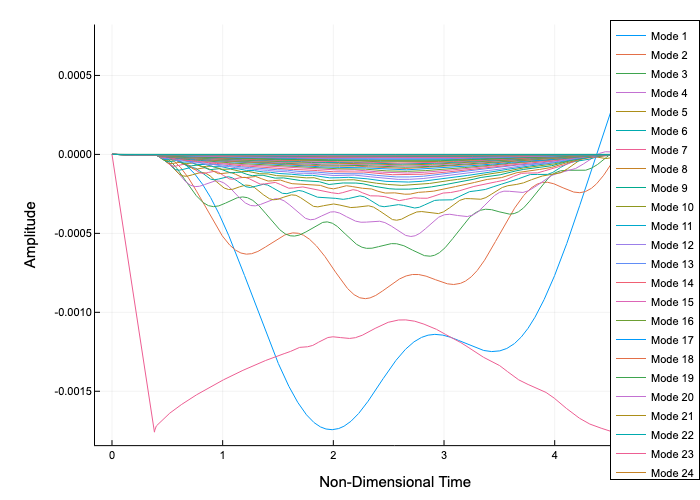 0.0005
0.0000
-0.0005
-0.0010
-0.0015
Amplitude
0
1
2
3
4
Non-Dimensional Time
Mode 1
Mode 2
Mode 3
Mode 4
Mode 5
Mode 6
Mode 7
Mode 8
Mode 9
Mode 10
Mode 11
Mode 12
Mode 13
Mode 14
Mode 15
Mode 16
Mode 17
Mode 18
Mode 19
Mode 20
Mode 21
Mode 22
Mode 23
Mode 24